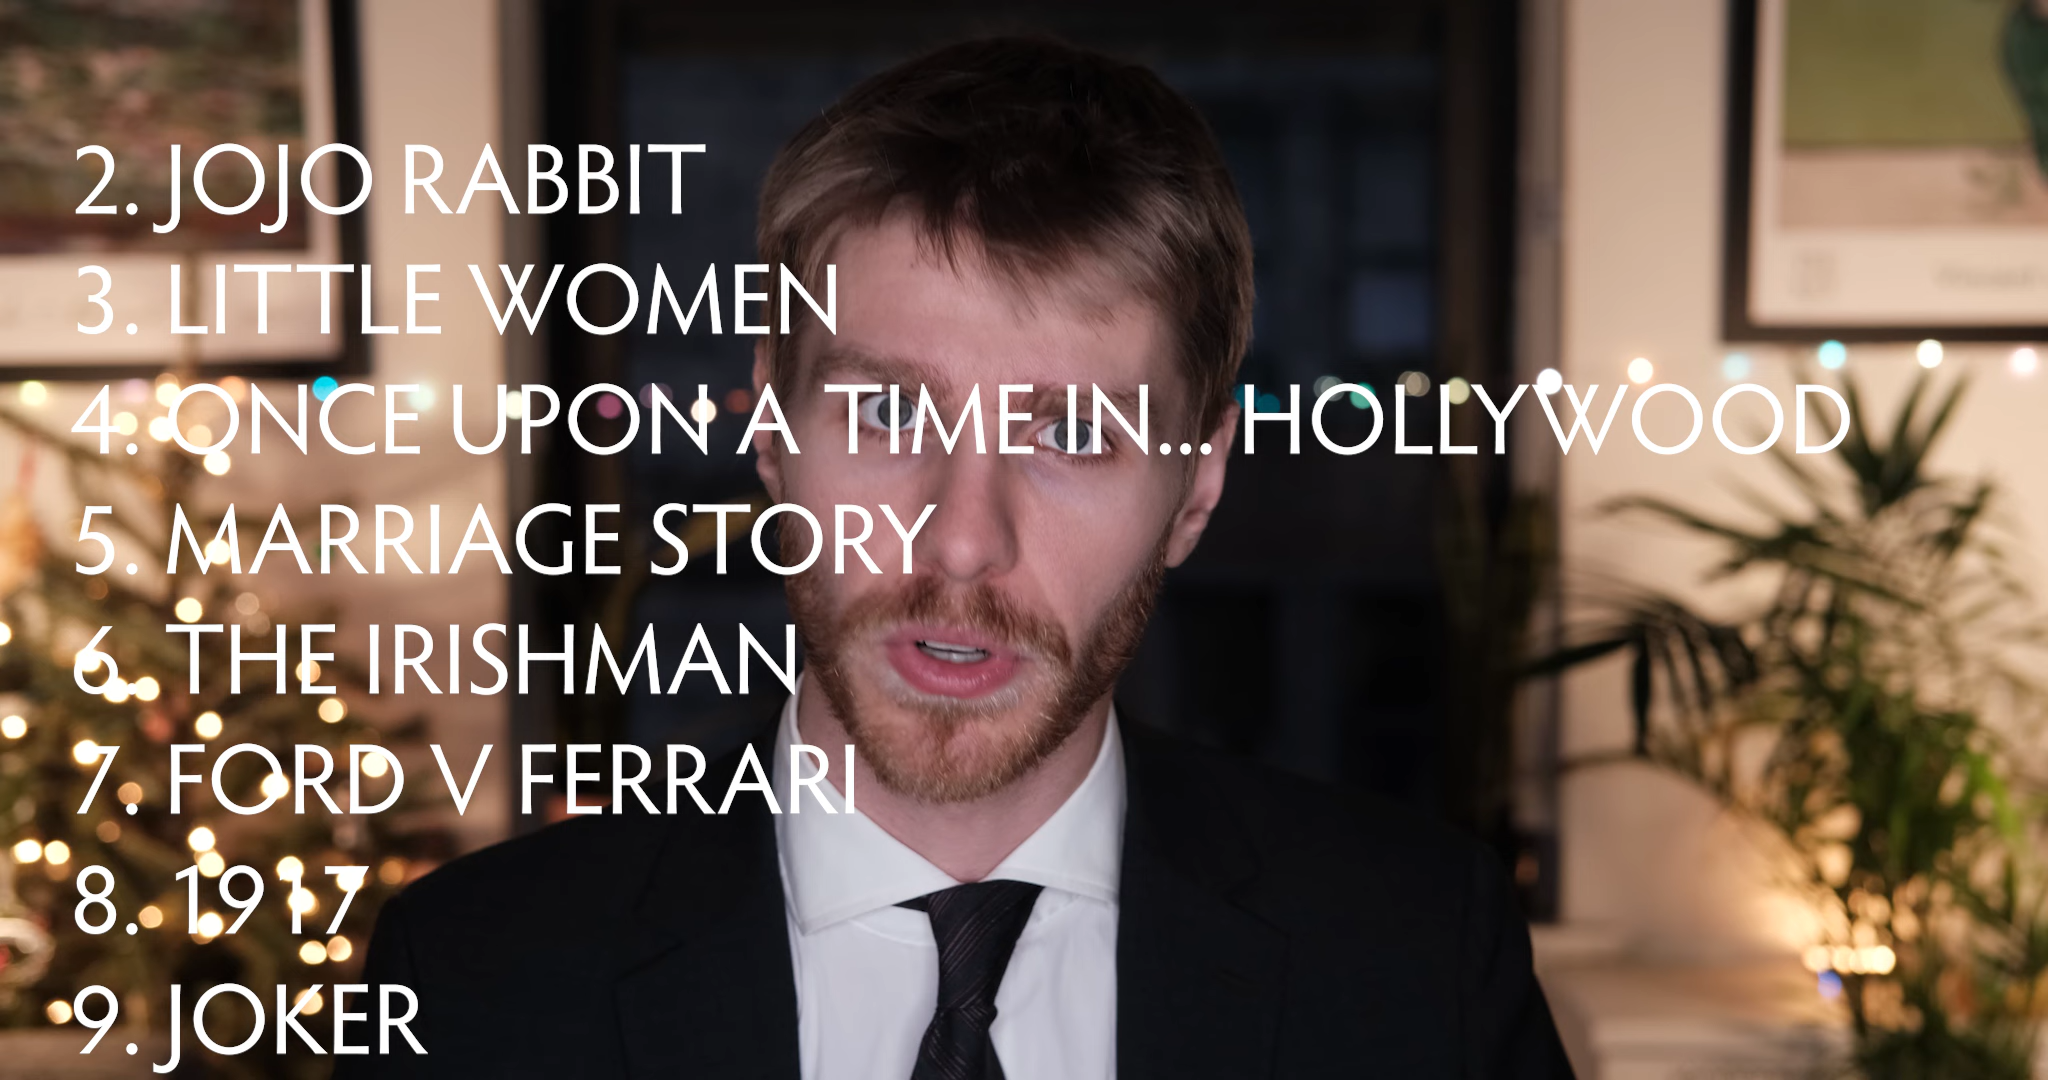 2. JOJO RABBIT
3. LITTLE WOMEN
4. ONCE UPON A TIME IN... HOLLYWOOD
5. MARRIAGE STORY
6. THE IRISHMAN
7. FORD V FERRARI
8. 1917
9. JOKER